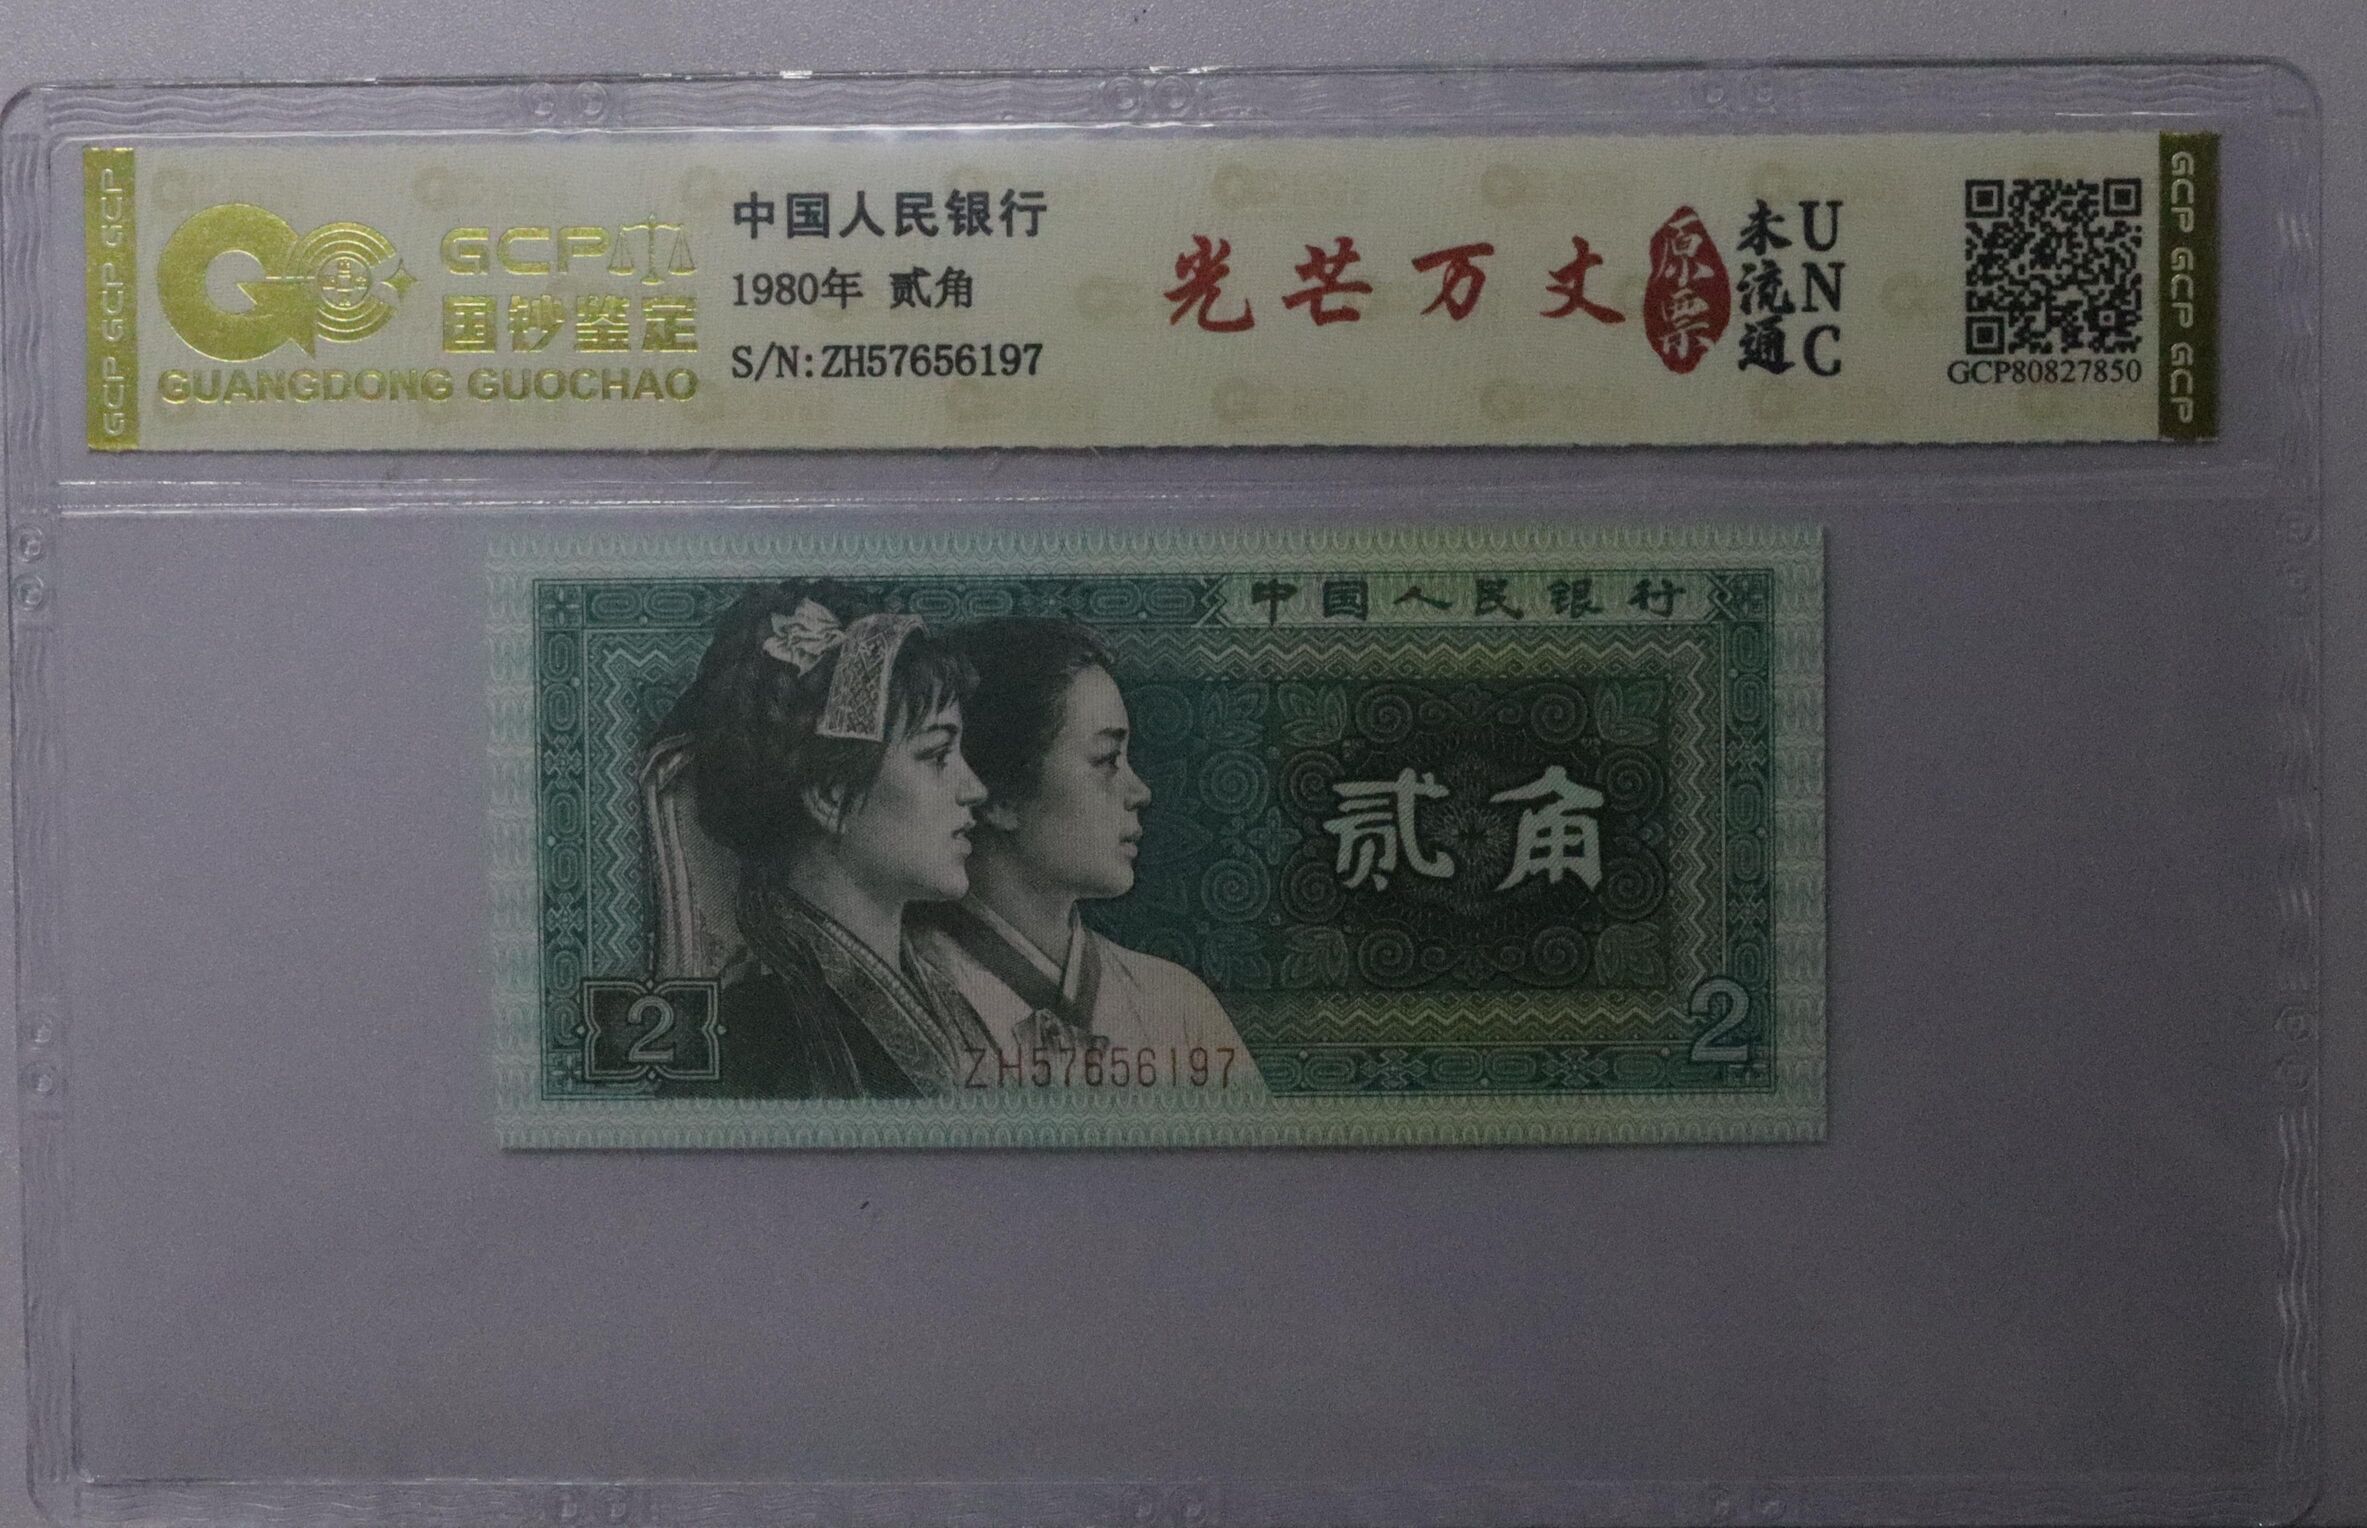 GCP GCP GCP
GCP
国钞鉴定
GUANGDONG GUOCHAO
中国人民银行
1980年 贰角
S/N:ZH57656197
光芒万丈
原票
未流通
UNC
GCP80827850
GCP GCP GCP
中国人民银行
贰角
2
2
ZH57656197